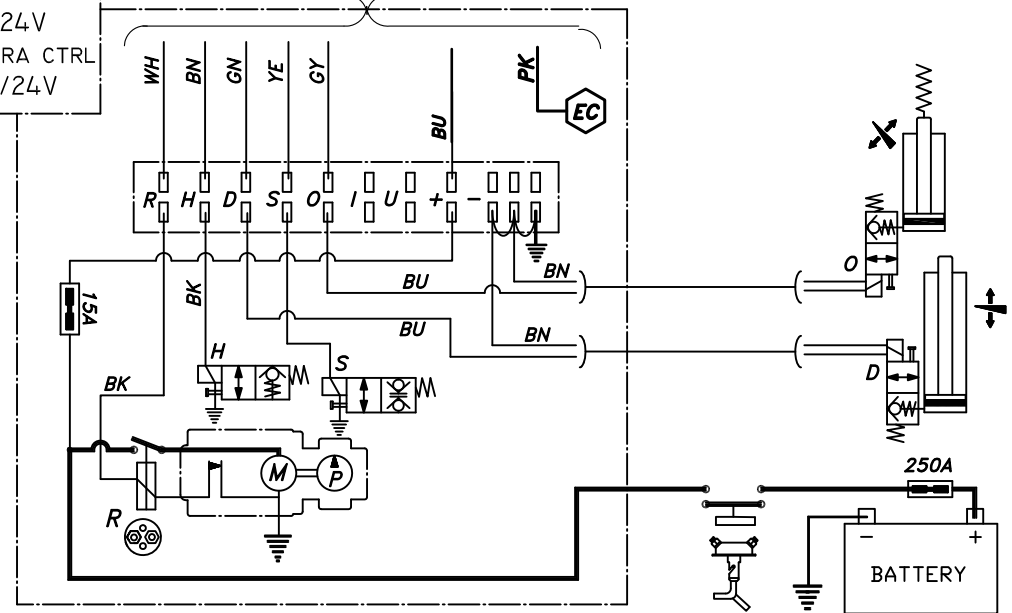 24V
RA CTRL
/24V
WH BN GN YE GY BU PK
EC
R H D S O I U + -
15A
BK
BU
BN
BU
BN
O
D
H
S
BK
M
P
R
250A
- +
BATTERY